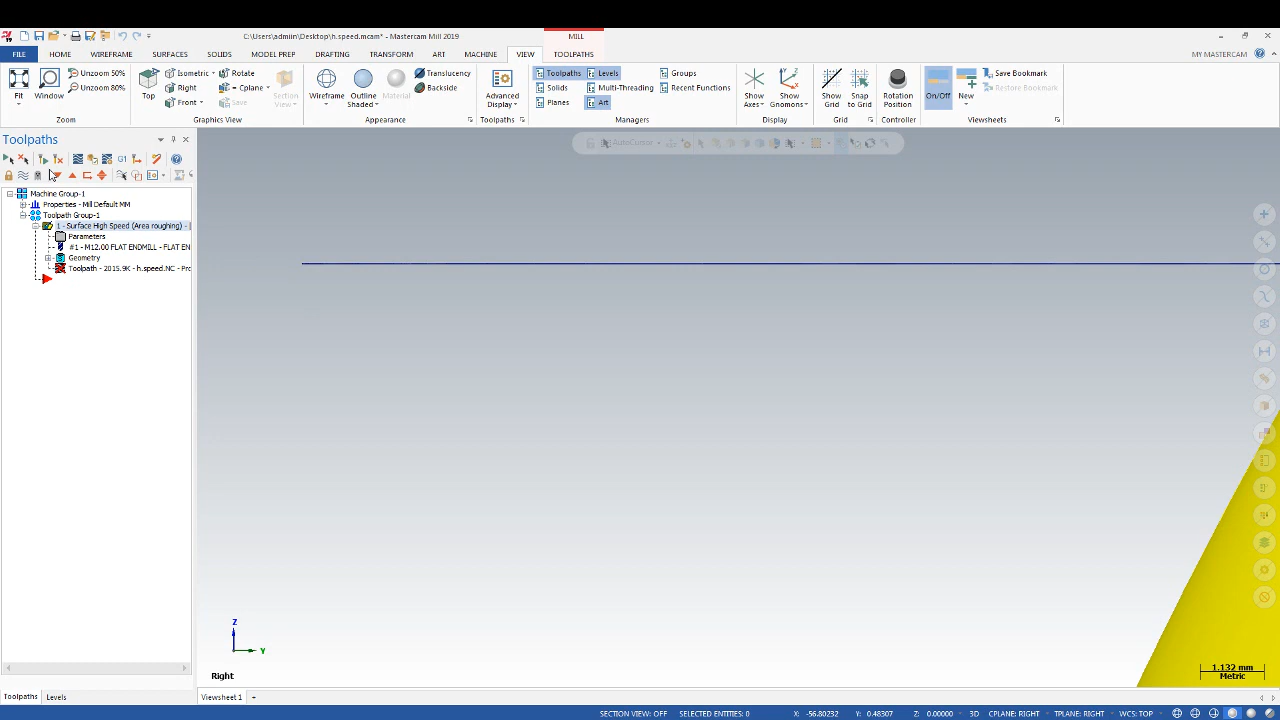 C:\Users\admiin\Desktop\h.speed.mcam* - Mastercam Mill 2019
MILL
FILE HOME WIREFRAME SURFACES SOLIDS MODEL PREP DRAFTING TRANSFORM ART MACHINE VIEW TOOLPATHS MY MASTERCAM
Fit
Window
Unzoom 50%
Unzoom 80%
Zoom
Top
Isometric
Right
Front
Rotate
= Cplane
Save
Section View
Graphics View
Wireframe
Outline Shaded
Material
Translucency
Backside
Appearance
Advanced Display
Toolpaths
Toolpaths
Solids
Planes
Levels
Multi-Threading
Art
Groups
Recent Functions
Managers
Show Axes
Show Gnomons
Display
Show Grid
Snap to Grid
Grid
Rotation Position
Controller
On/Off
New
Save Bookmark
Restore Bookmark
Viewsheets
Toolpaths
G1
AutoCursor
Machine Group-1
Properties - Mill Default MM
Toolpath Group-1
1 - Surface High Speed (Area roughing) -
Parameters
#1 - M12.00 FLAT ENDMILL - FLAT EN
Geometry
Toolpath - 2015.9K - h.speed.NC - Pro
Z
Y
Right
1.132 mm
Metric
Toolpaths Levels
Viewsheet 1 +
SECTION VIEW: OFF SELECTED ENTITIES: 0 X: -56.80232 Y: 0.48307 Z: 0.00000 3D CPLANE: RIGHT TPLANE: RIGHT WCS: TOP